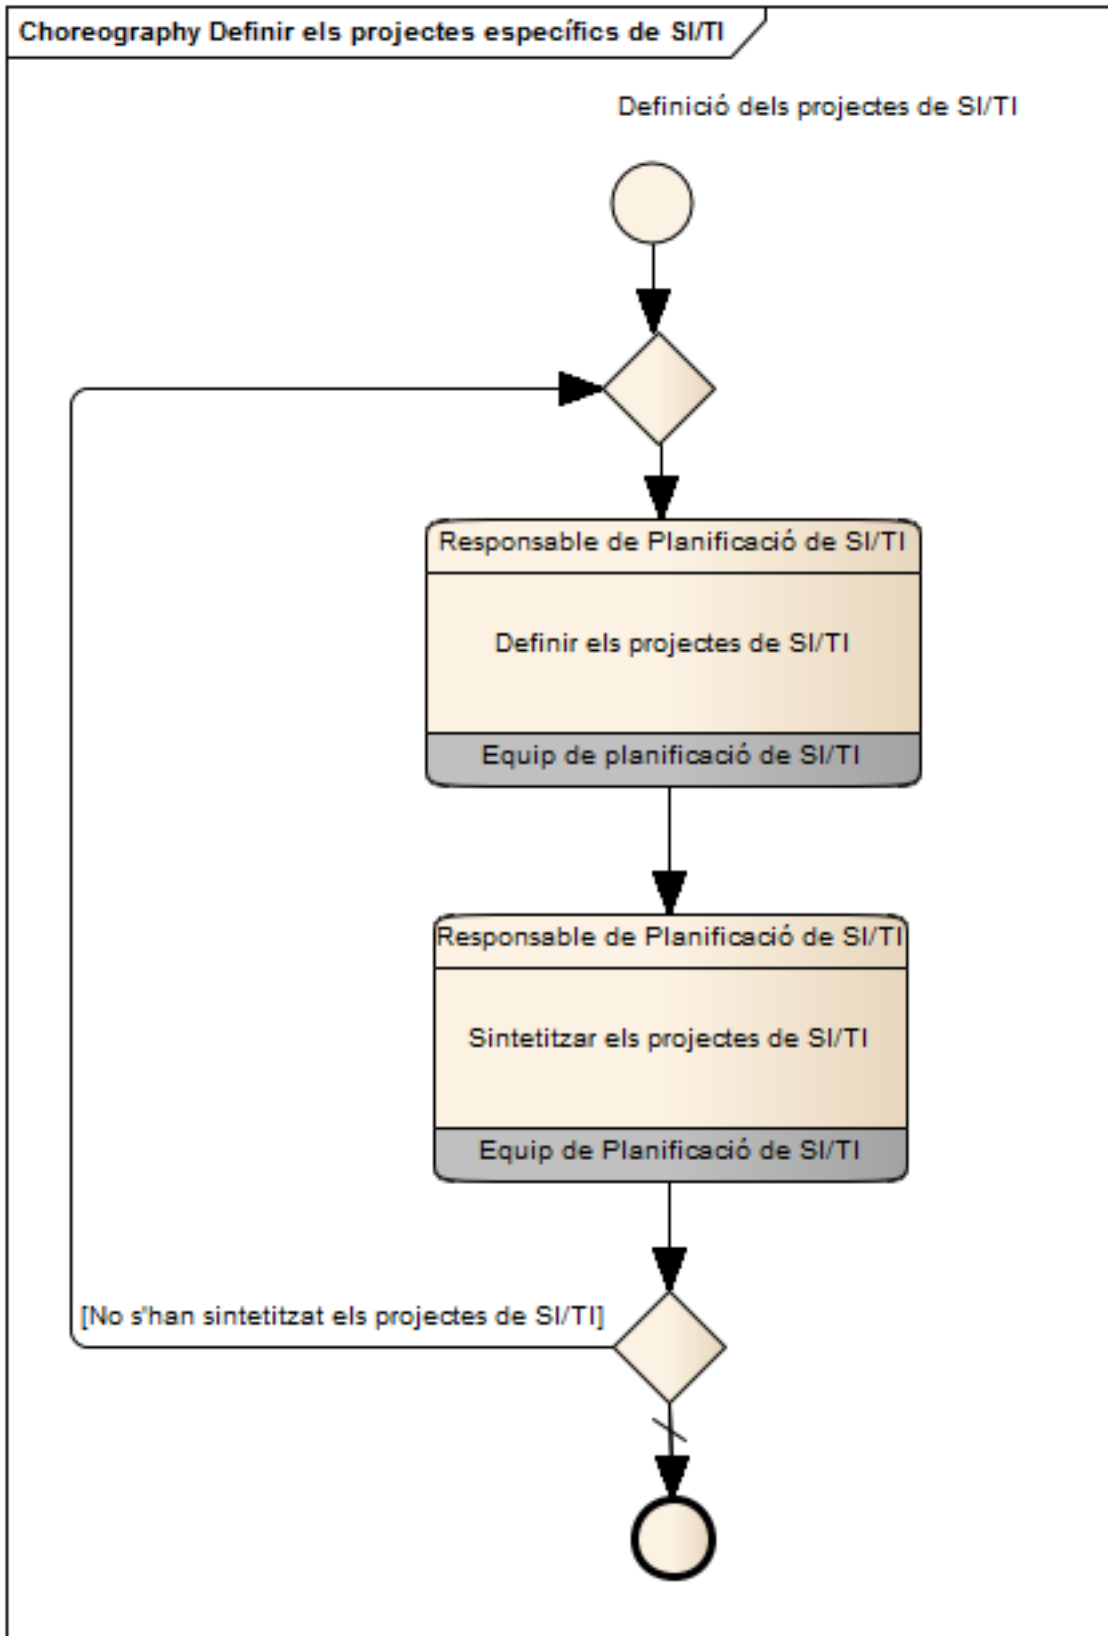 Choreography Definir els projectes específics de SI/TI
Definició dels projectes de SI/TI
Responsable de Planificació de SI/TI
Definir els projectes de SI/TI
Equip de planificació de SI/TI
Responsable de Planificació de SI/TI
Sintetitzar els projectes de SI/TI
Equip de Planificació de SI/TI
[No s'han sintetitzat els projectes de SI/TI]